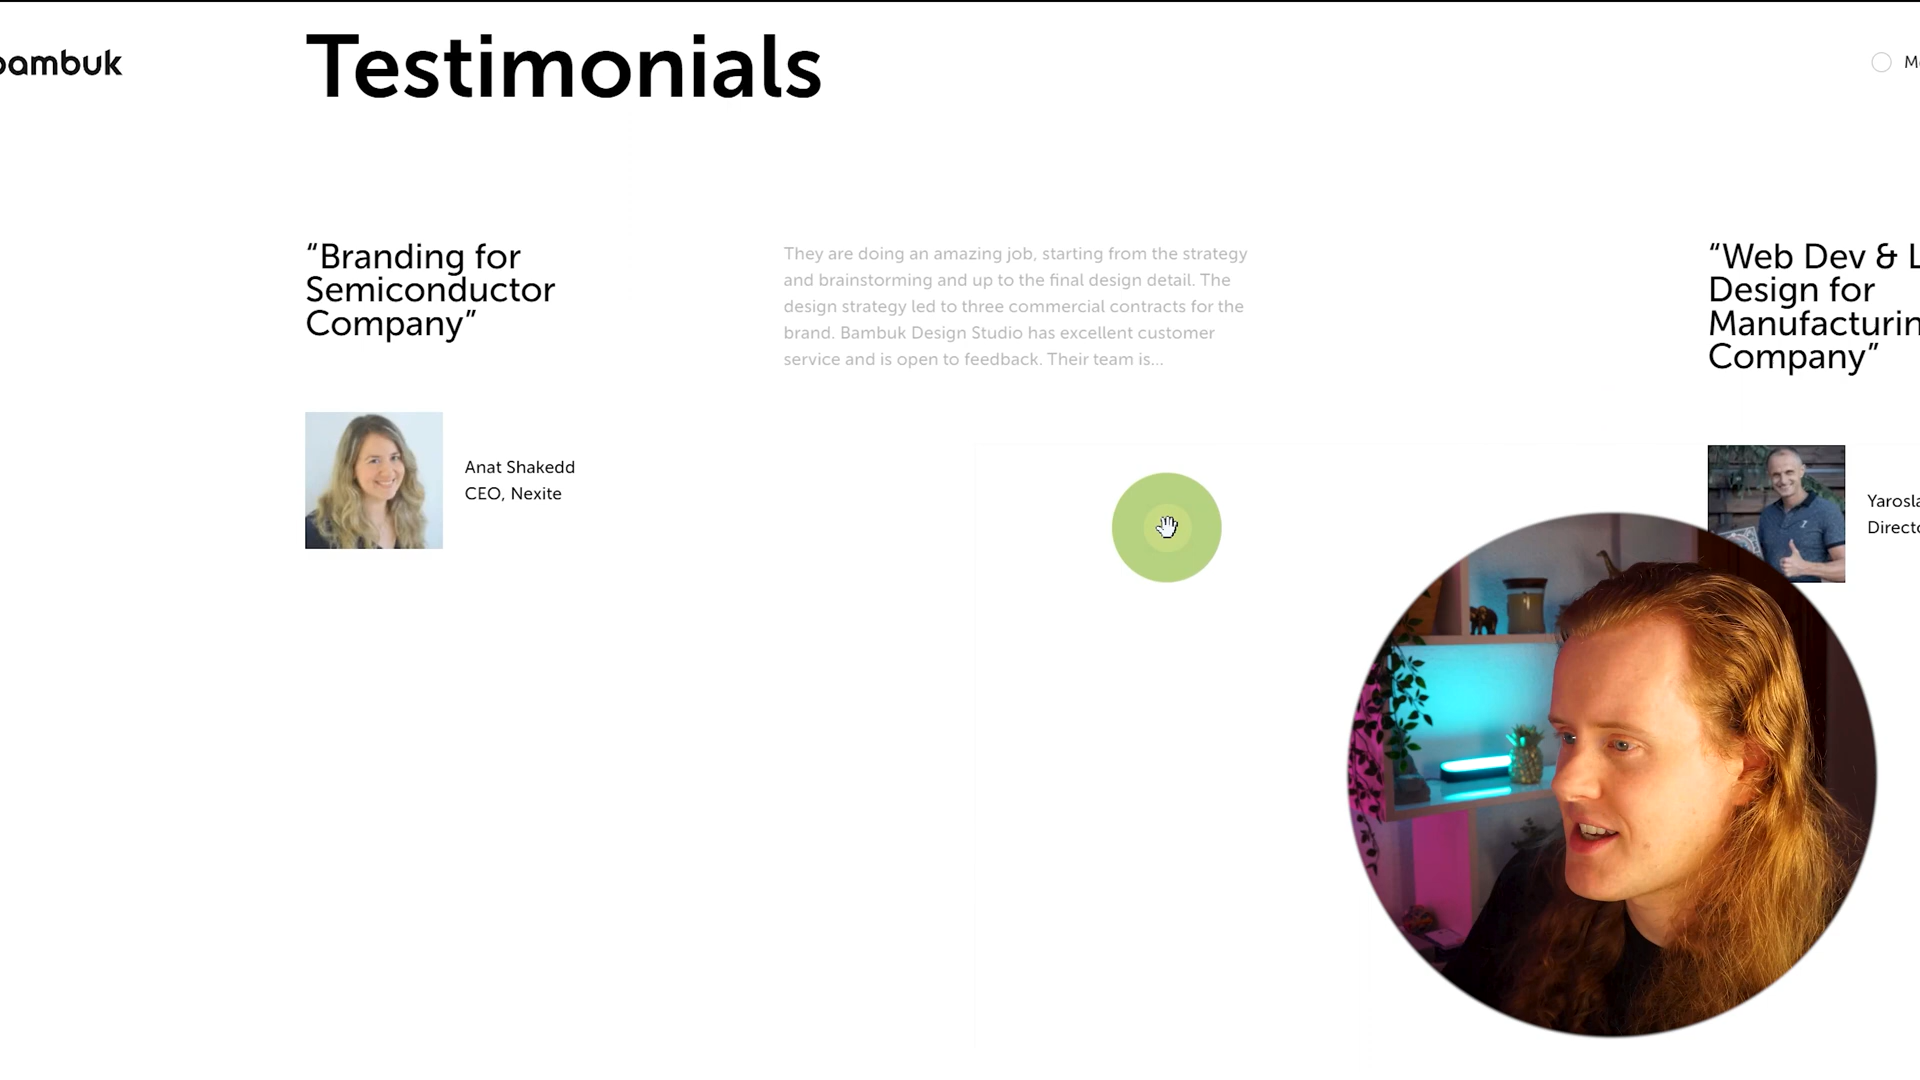 bambuk
Testimonials
“Branding for
Semiconductor
Company”
They are doing an amazing job, starting from the strategy
and brainstorming and up to the final design detail. The
design strategy led to three commercial contracts for the
brand. Bambuk Design Studio has excellent customer
service and is open to feedback. Their team is...
Anat Shakedd
CEO, Nexite
“Web Dev & L
Design for
Manufacturin
Company”